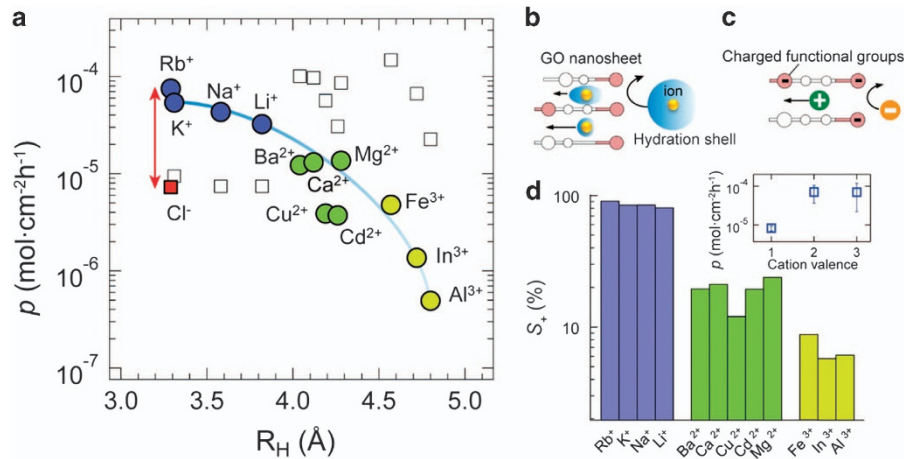 a
p (mol·cm⁻²h⁻¹)
10⁻⁴
10⁻⁵
10⁻⁶
10⁻⁷
3.0 3.5 4.0 4.5 5.0
R_H (Å)
Rb⁺
K⁺
Na⁺
Li⁺
Ba²⁺
Ca²⁺
Mg²⁺
Cu²⁺
Cd²⁺
Fe³⁺
In³⁺
Al³⁺
Cl⁻
b
GO nanosheet
ion
Hydration shell
c
Charged functional groups
-
-
+
-
-
d
S₊ (%)
100
10
Rb⁺ K⁺ Na⁺ Li⁺ Ba²⁺ Ca²⁺ Cu²⁺ Cd²⁺ Mg²⁺ Fe³⁺ In³⁺ Al³⁺
p (mol·cm⁻²h⁻¹)
10⁻⁴
10⁻⁵
1 2 3
Cation valence